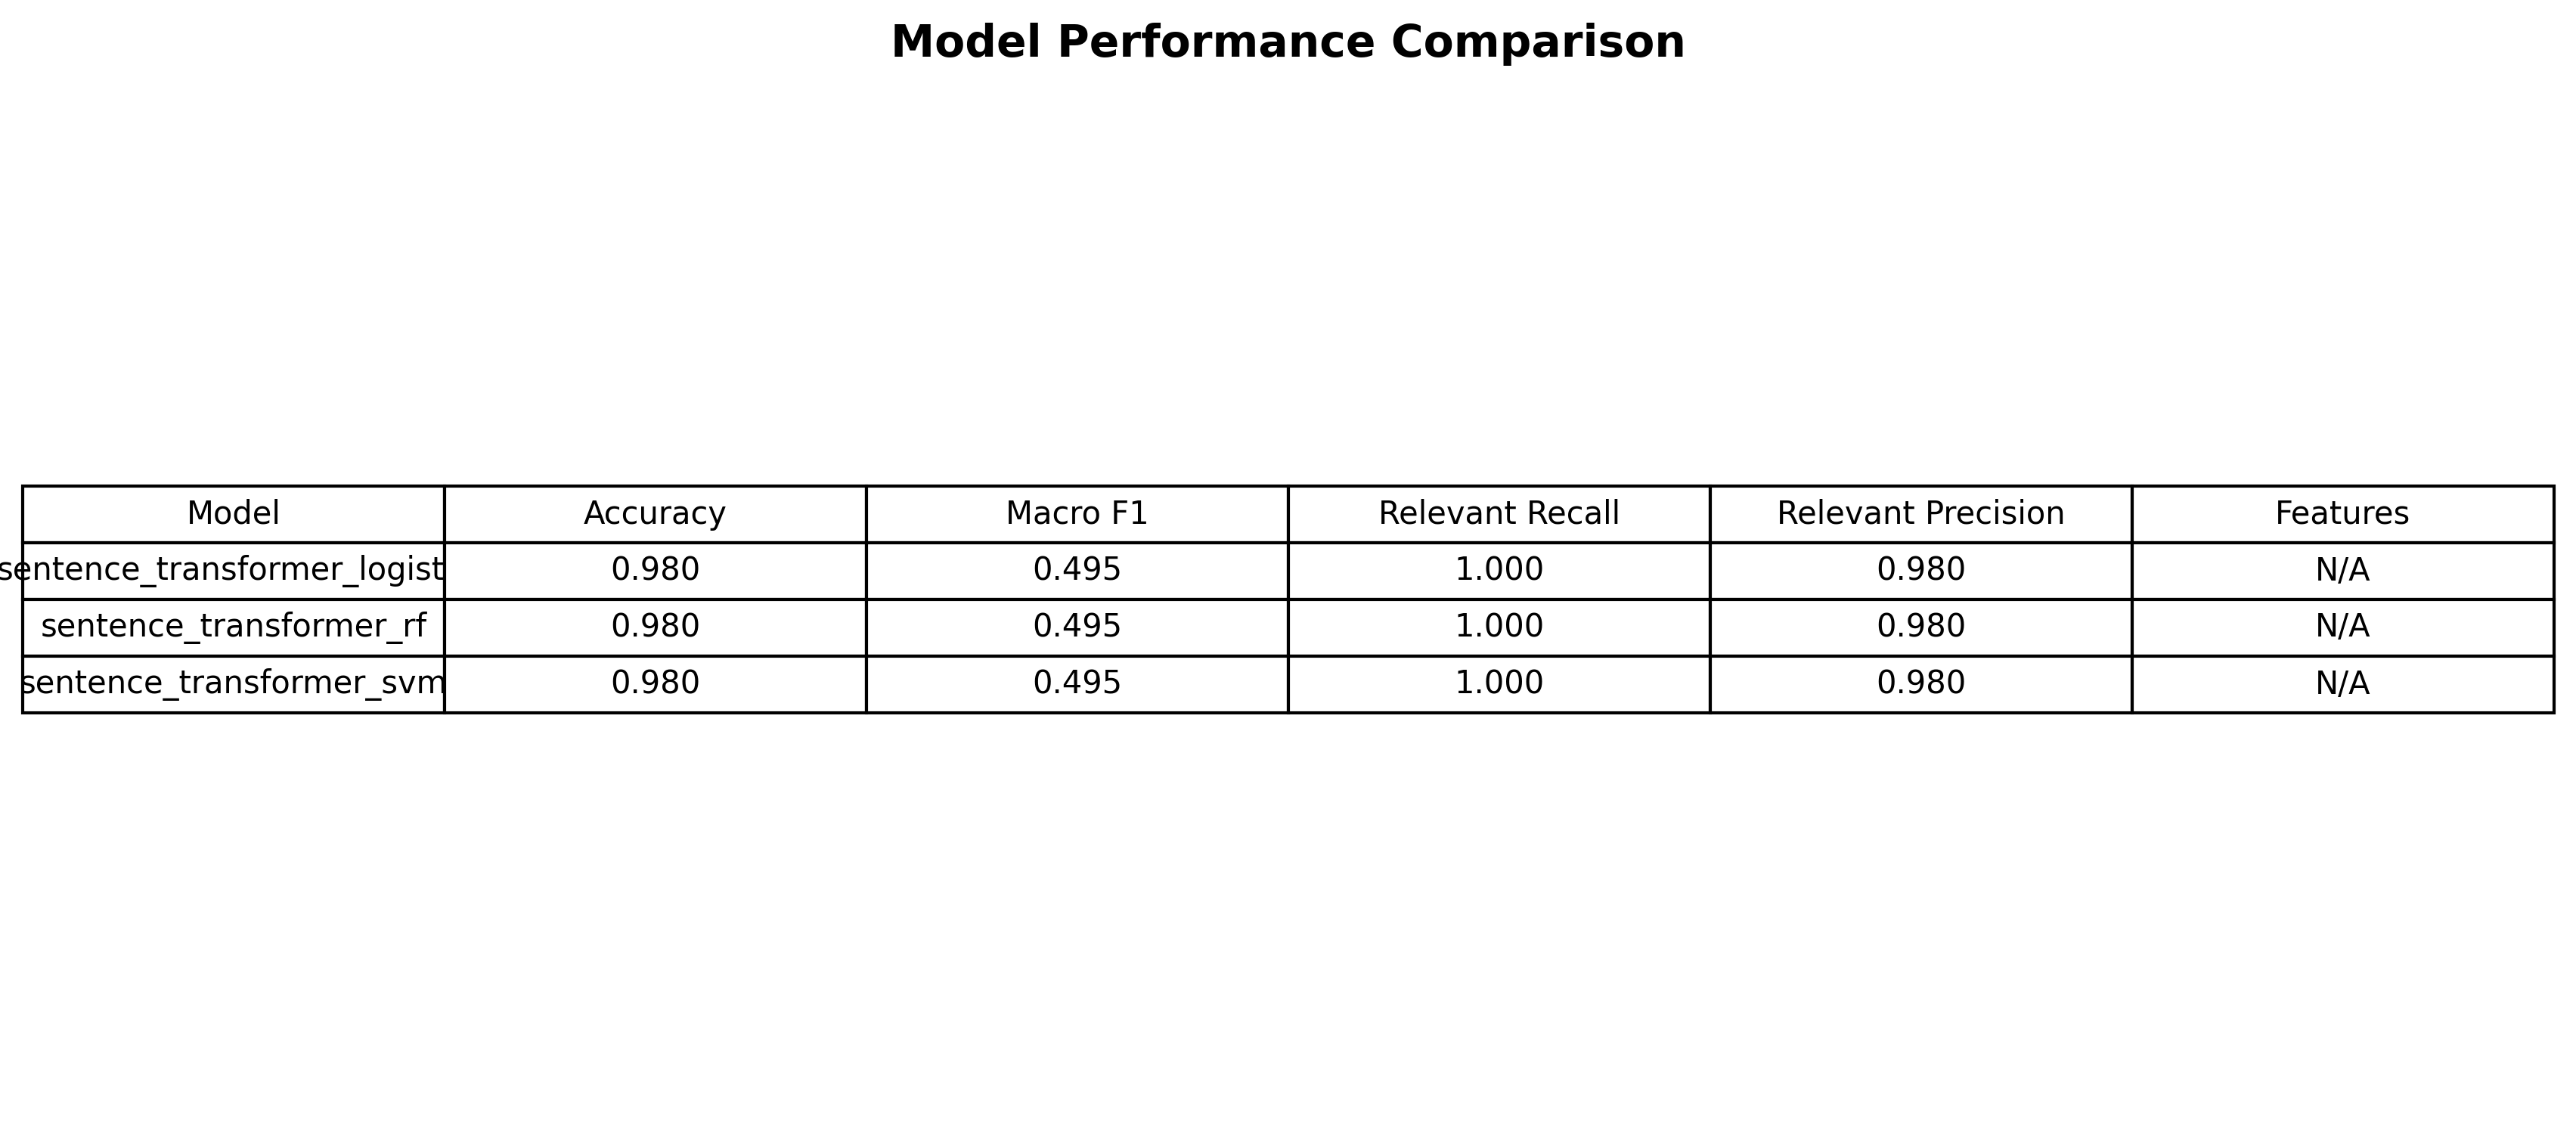 Model Performance Comparison
Model Accuracy Macro F1 Relevant Recall Relevant Precision Features
sentence_transformer_logist 0.980 0.495 1.000 0.980 N/A
sentence_transformer_rf 0.980 0.495 1.000 0.980 N/A
sentence_transformer_svm 0.980 0.495 1.000 0.980 N/A